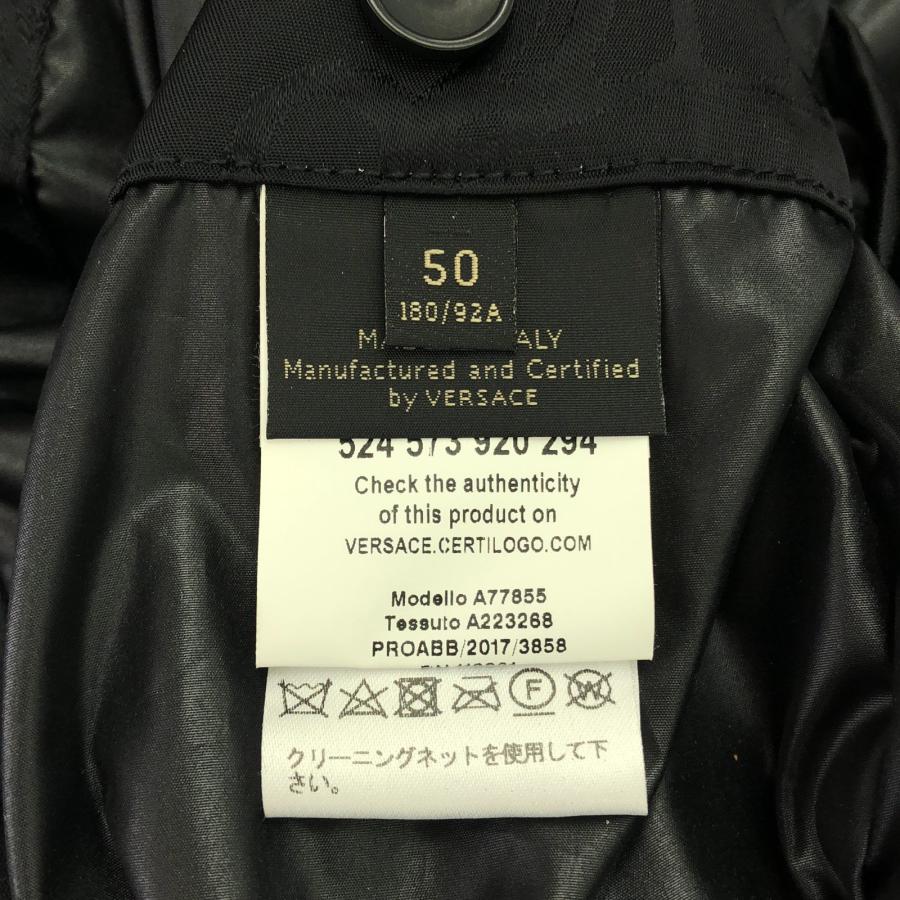 50
180/92A
Manufactured and Certified
by VERSACE
524 573 920 294
Check the authenticity
of this product on
VERSACE.CERTILOGO.COM
Modello A77855
Tessuto A223268
PROABB/2017/3858
F
W
クリーニングネットを使用して下
さい。